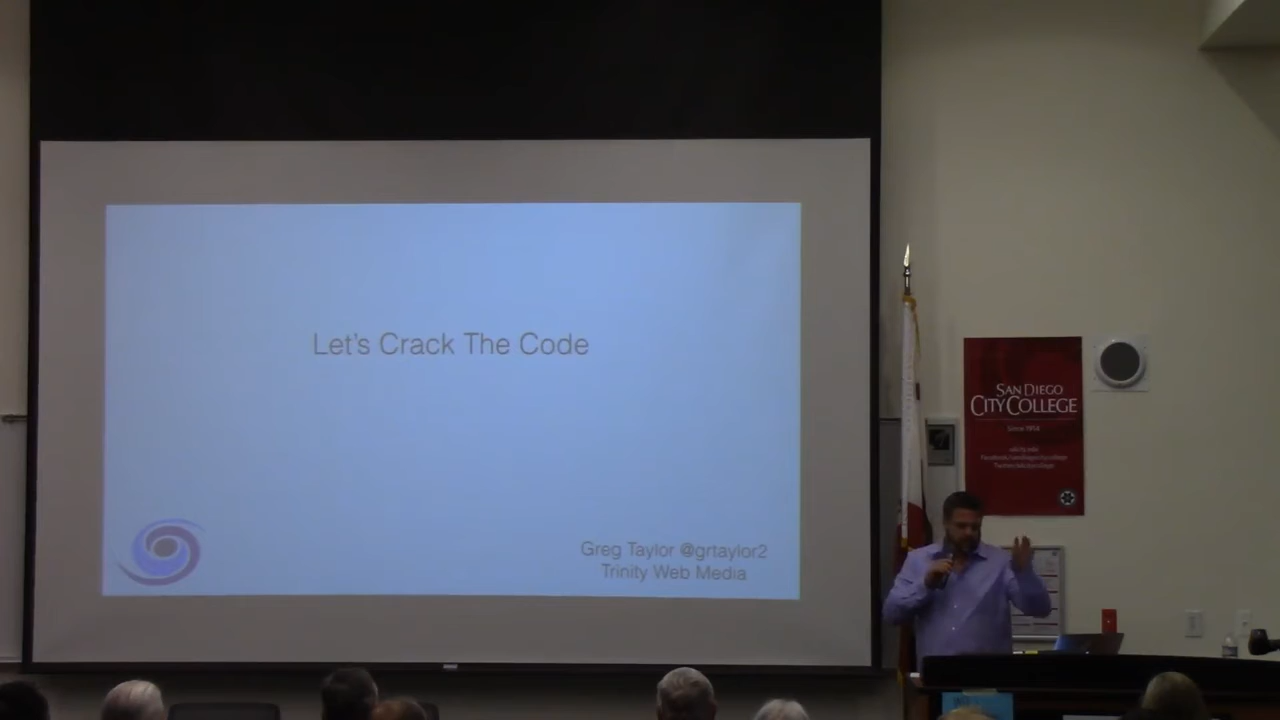 Let's Crack The Code
Greg Taylor @grtaylor2
Trinity Web Media
SAN DIEGO
CITY COLLEGE
Since 1914